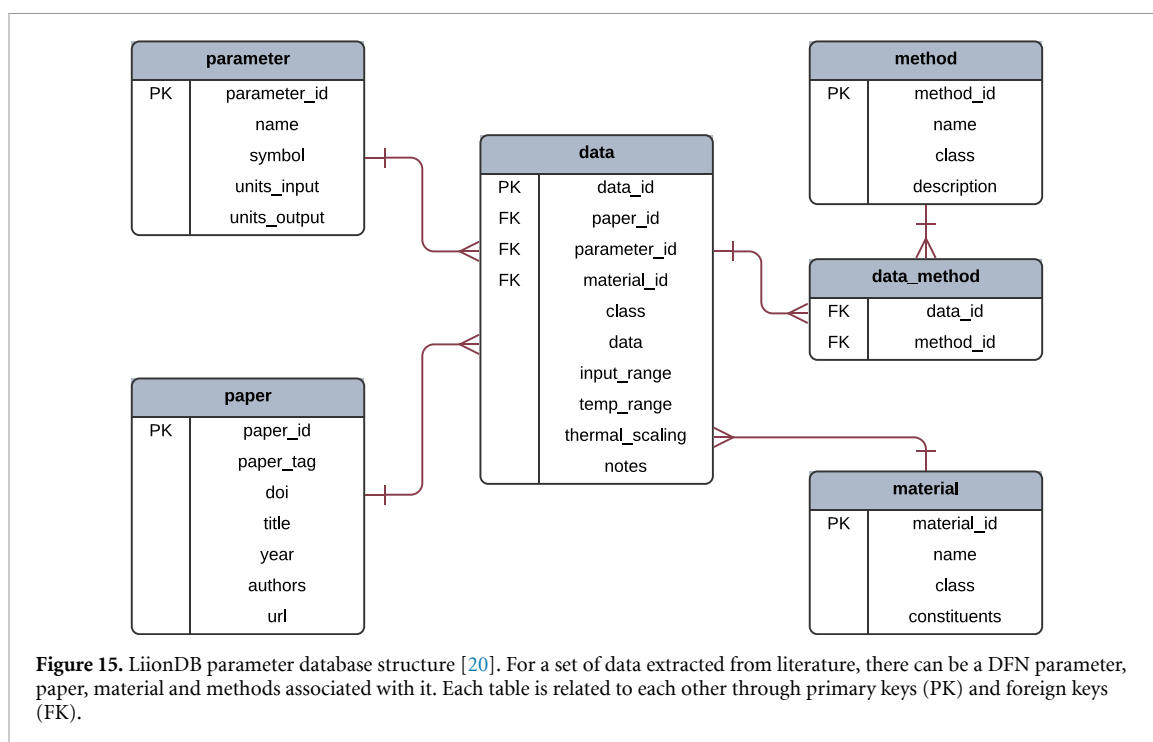 parameter
PK parameter_id
name
symbol
units_input
units_output
paper
PK paper_id
paper_tag
doi
title
year
authors
url
data
PK data_id
FK paper_id
FK parameter_id
FK material_id
class
data
input_range
temp_range
thermal_scaling
notes
method
PK method_id
name
class
description
data_method
FK data_id
FK method_id
material
PK material_id
name
class
constituents
Figure 15. LiionDB parameter database structure [20]. For a set of data extracted from literature, there can be a DFN parameter,
paper, material and methods associated with it. Each table is related to each other through primary keys (PK) and foreign keys
(FK).